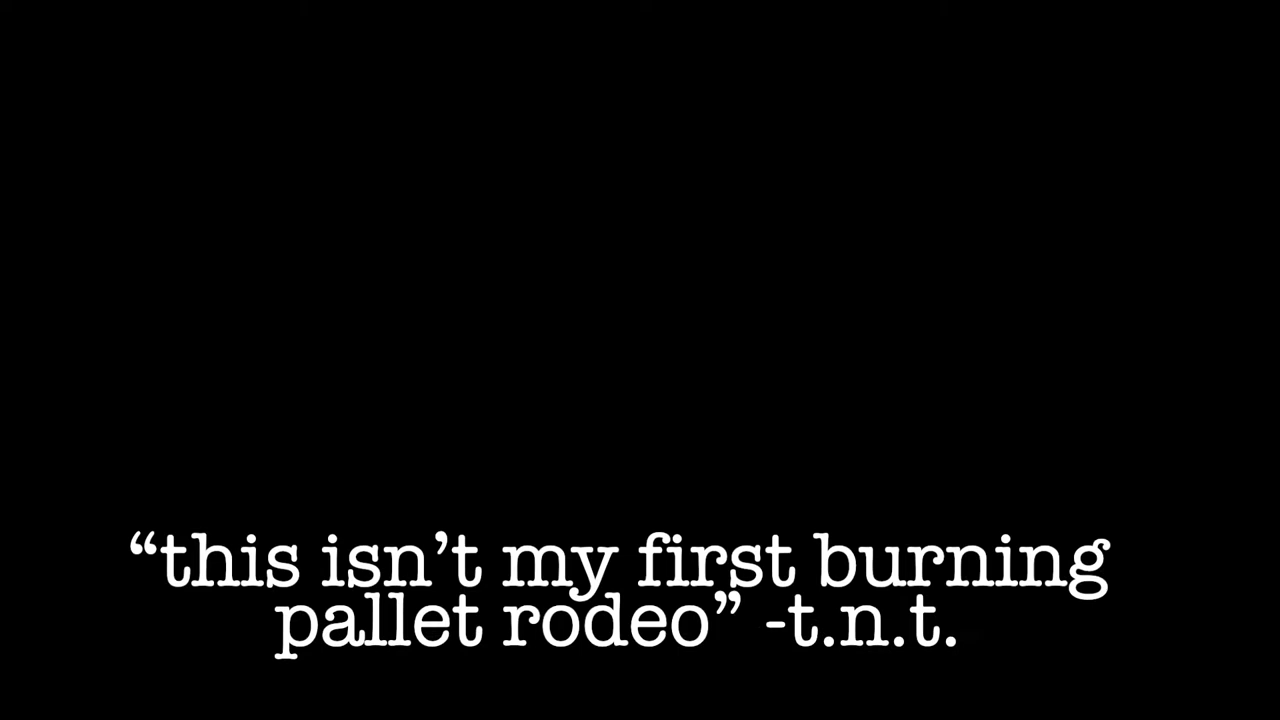 “this isn’t my first burning
pallet rodeo” -t.n.t.